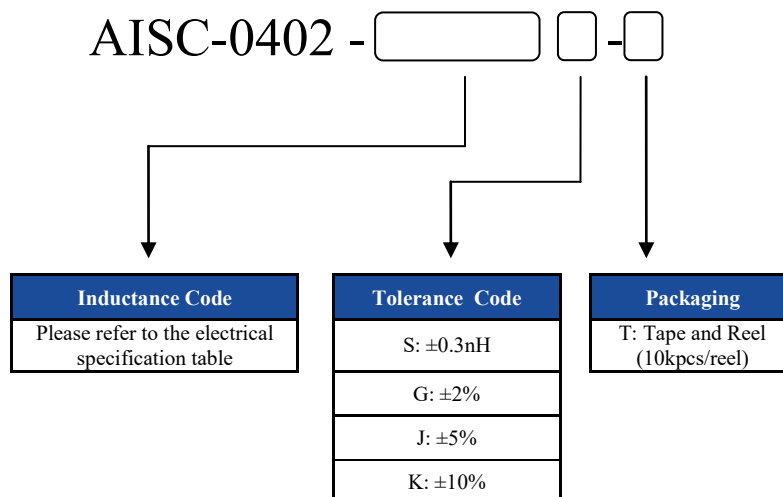 AISC-0402 - -
Inductance Code
Please refer to the electrical
specification table
Tolerance Code
S: ±0.3nH
G: ±2%
J: ±5%
K: ±10%
Packaging
T: Tape and Reel
(10kpcs/reel)